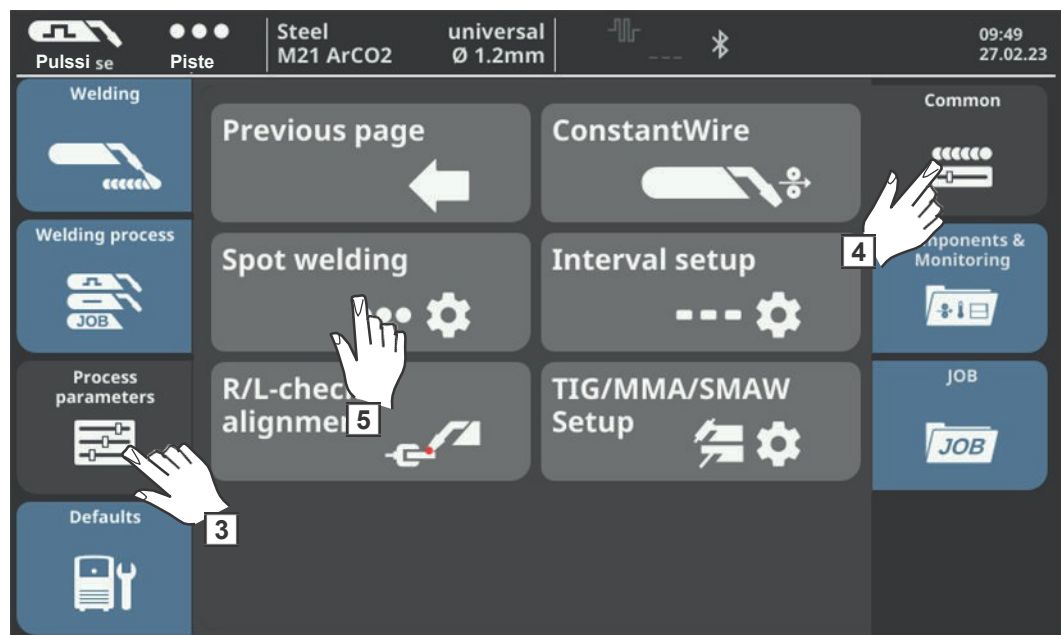 Pulssi se
Piste
Steel universal
M21 ArCO2 Ø 1.2mm
---
09:49
27.02.23
Welding
Welding process
JOB
Process
parameters
Defaults
Previous page
ConstantWire
Spot welding
Interval setup
R/L-chec
alignme
TIG/MMA/SMAW
Setup
Common
mponents &
Monitoring
JOB
JOB
3
4
5